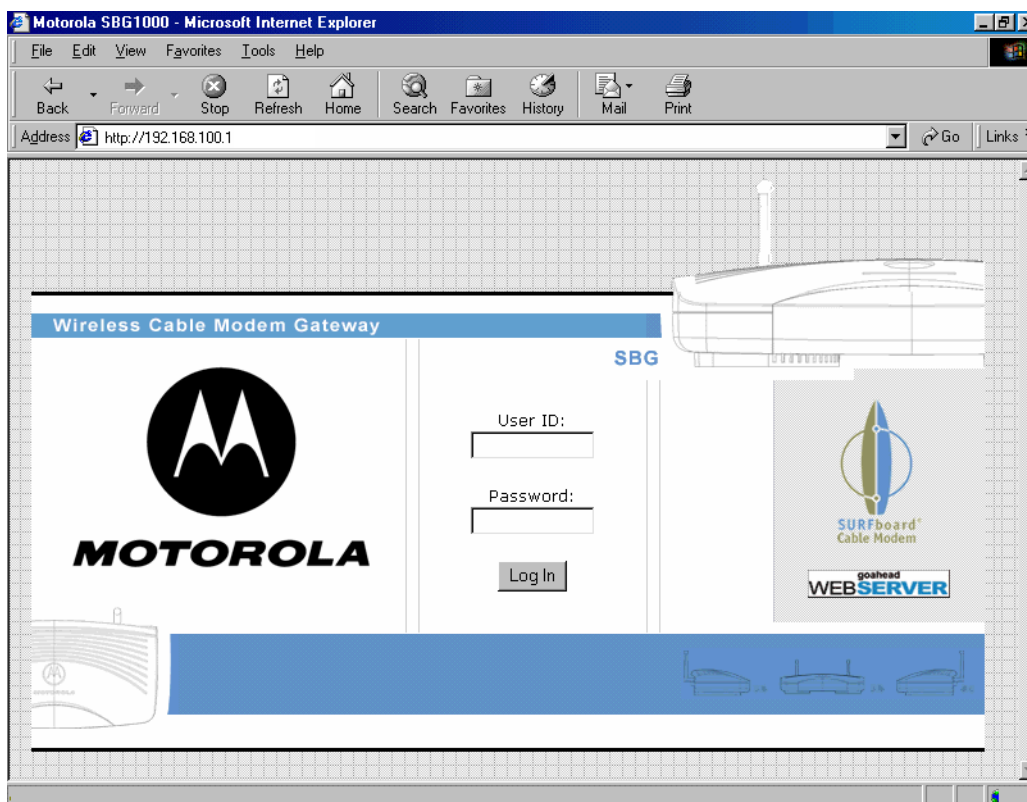 Motorola SBG1000 - Microsoft Internet Explorer
File Edit View Favorites Tools Help
Back Forward Stop Refresh Home Search Favorites History Mail Print
Address http://192.168.100.1 Go Links
Wireless Cable Modem Gateway
SBG
User ID:
Password:
Log In
MOTOROLA
SURFboard®
Cable Modem
goahead
WEBSERVER
MOTOROLA